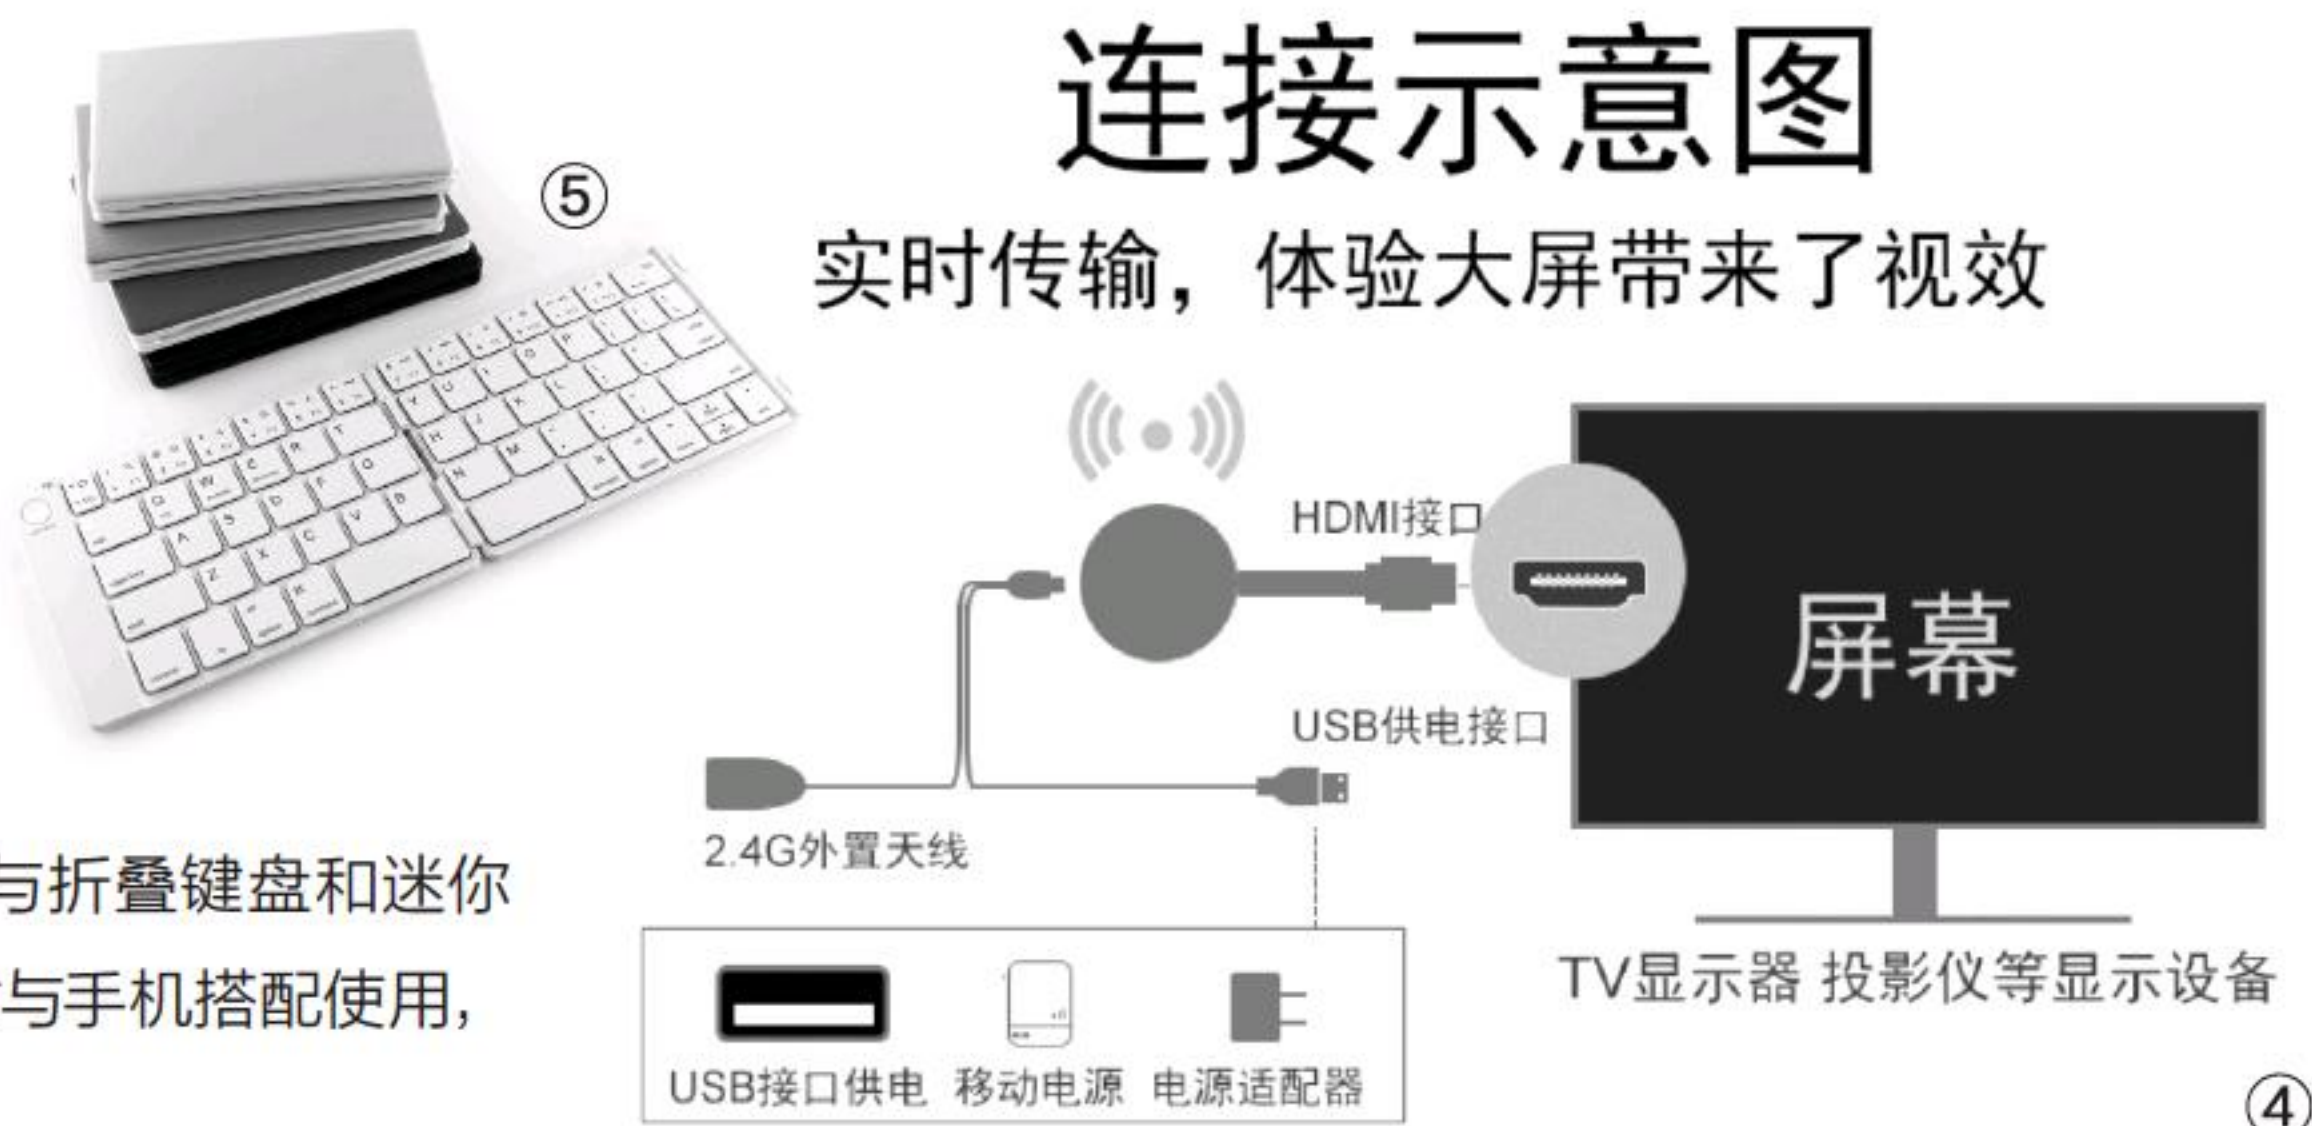 ⑤
连接示意图
实时传输，体验大屏带来了视效
HDMI接口
屏幕
USB供电接口
2.4G外置天线
与折叠键盘和迷你
与手机搭配使用，
USB接口供电 移动电源 电源适配器
TV显示器 投影仪等显示设备
④